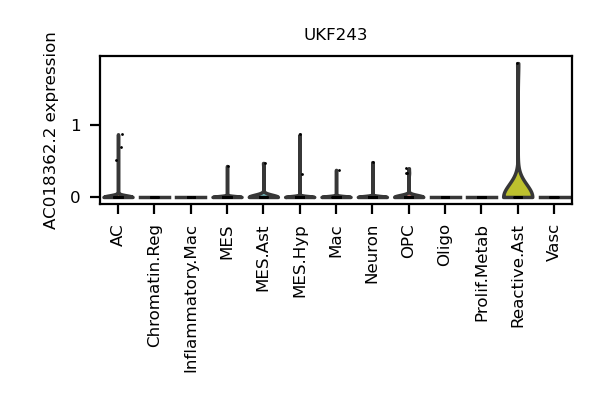 UKF243
AC018362.2 expression
1
0
AC
Chromatin.Reg
Inflammatory.Mac
MES
MES.Ast
MES.Hyp
Mac
Neuron
OPC
Oligo
Prolif.Metab
Reactive.Ast
Vasc